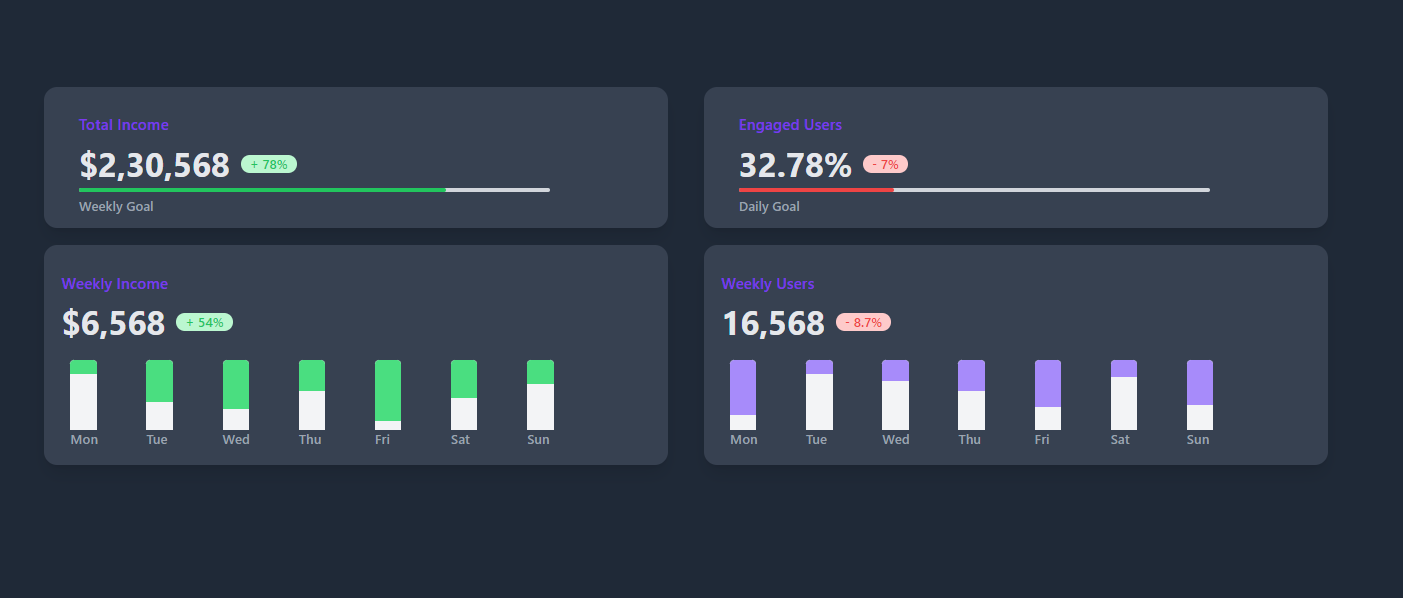 Total Income
$2,30,568 + 78%
Weekly Goal
Engaged Users
32.78% - 7%
Daily Goal
Weekly Income
$6,568 + 54%
Mon Tue Wed Thu Fri Sat Sun
Weekly Users
16,568 - 8.7%
Mon Tue Wed Thu Fri Sat Sun